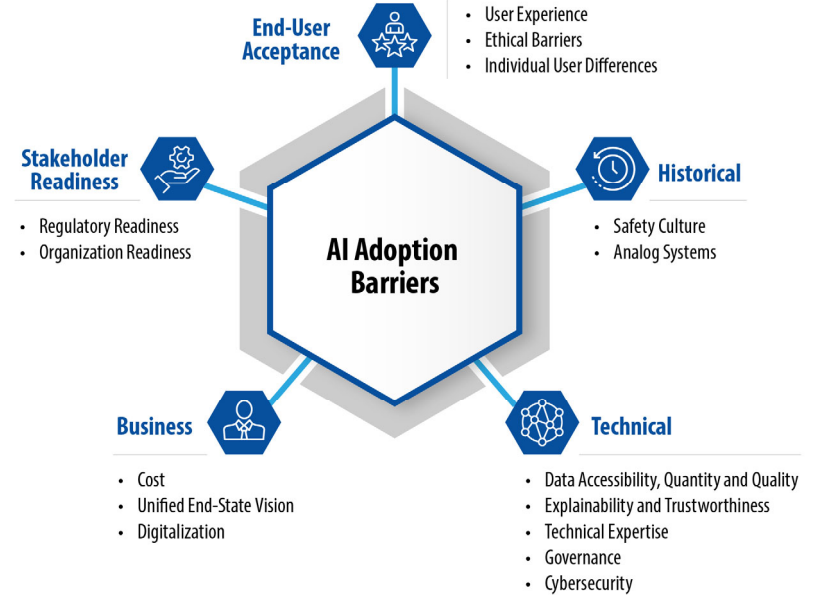 End-User
Acceptance
• User Experience
• Ethical Barriers
• Individual User Differences
Stakeholder
Readiness
• Regulatory Readiness
• Organization Readiness
Historical
• Safety Culture
• Analog Systems
AI Adoption
Barriers
Business
• Cost
• Unified End-State Vision
• Digitalization
Technical
• Data Accessibility, Quantity and Quality
• Explainability and Trustworthiness
• Technical Expertise
• Governance
• Cybersecurity